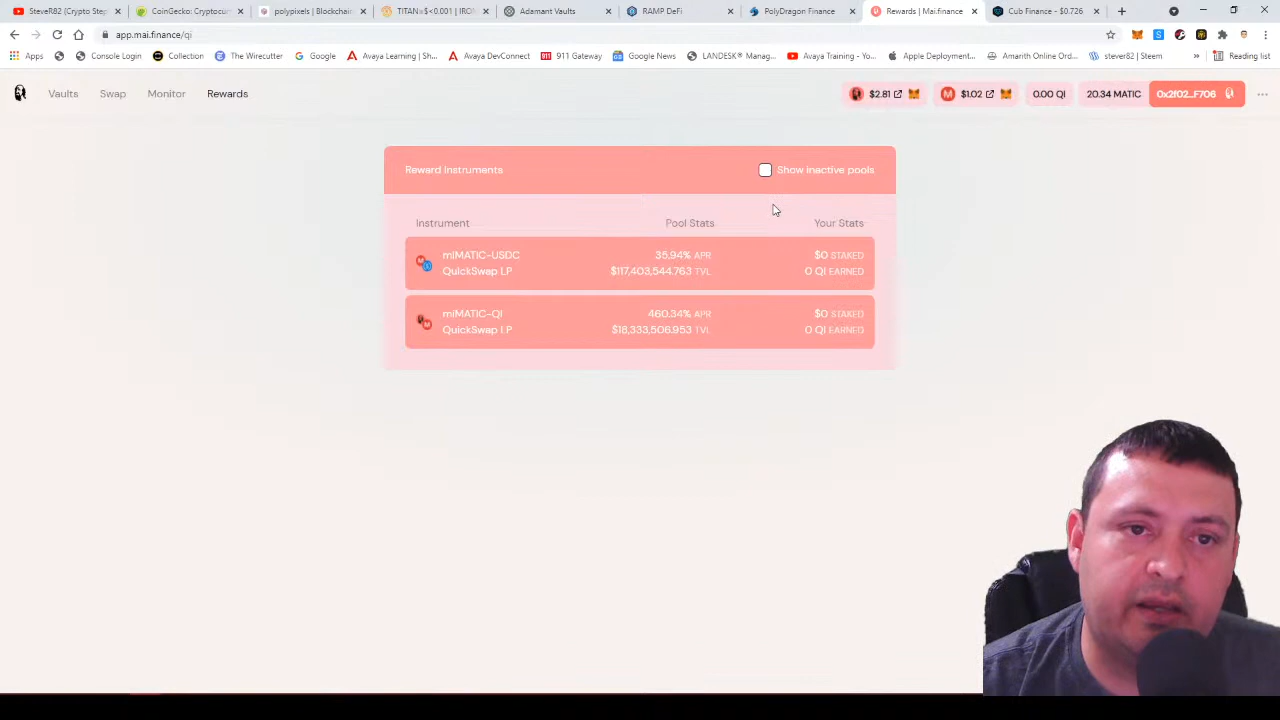 SteveR82 (Crypto Step
CoinGecko: Cryptocur
polypixels | Blockchain
TITAN=$<0.001 | IRON
Adamant Vaults
RAMP DeFi
PolyDragon Finance
Rewards | Mai.finance
Cub Finance - $0.726
app.mai.finance/qi
Apps
Console Login
Collection
The Wirecutter
Google
Avaya Learning | Sh...
Avaya DevConnect
911 Gateway
Google News
LANDESK® Manag...
Avaya Training - Yo...
Apple Deployment...
Amarith Online Ord...
stever82 | Steem
»
Reading list
Vaults
Swap
Monitor
Rewards
$2.81
$1.02
0.00 QI
20.34 MATIC
0x2f02...F706
Reward Instruments
Show inactive pools
Instrument
Pool Stats
Your Stats
miMATIC-USDC
35.94% APR
$0 STAKED
QuickSwap LP
$117,403,544.763 TVL
0 QI EARNED
miMATIC-QI
460.34% APR
$0 STAKED
QuickSwap LP
$18,333,506.953 TVL
0 QI EARNED